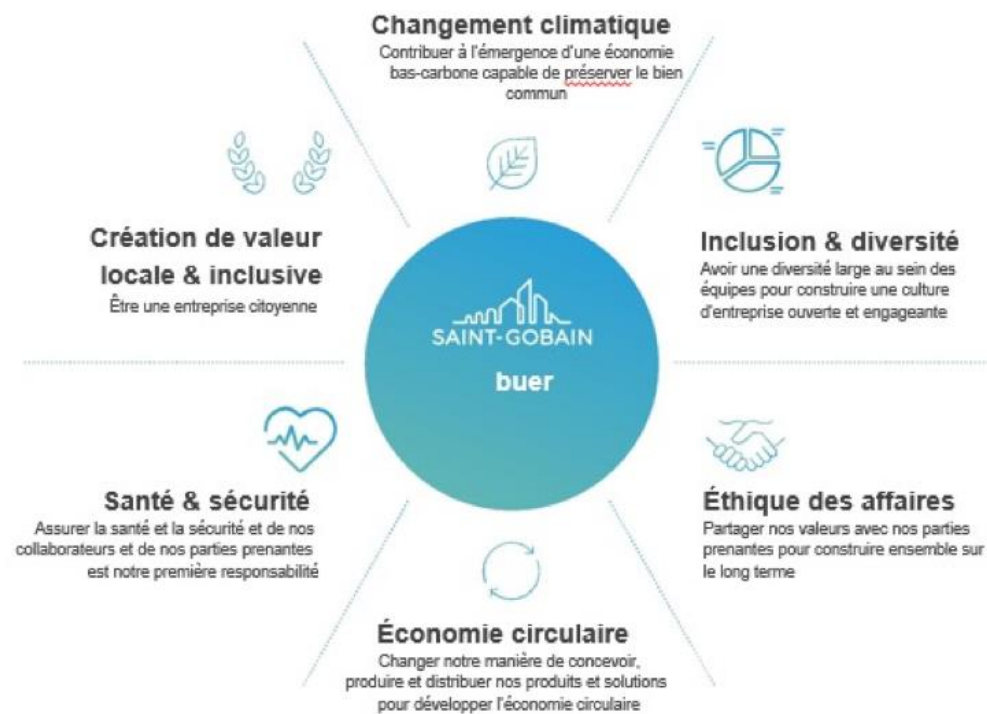 Changement climatique
Contribuer à l'émergence d'une économie
bas-carbone capable de préserver le bien
commun
Création de valeur
locale & inclusive
Être une entreprise citoyenne
Inclusion & diversité
Avoir une diversité large au sein des
équipes pour construire une culture
d'entreprise ouverte et engageante
SAINT-GOBAIN
buer
Santé & sécurité
Assurer la santé et la sécurité et de nos
collaborateurs et de nos parties prenantes
est notre première responsabilité
Éthique des affaires
Partager nos valeurs avec nos parties
prenantes pour construire ensemble sur
le long terme
Économie circulaire
Changer notre manière de concevoir,
produire et distribuer nos produits et solutions
pour développer l'économie circulaire